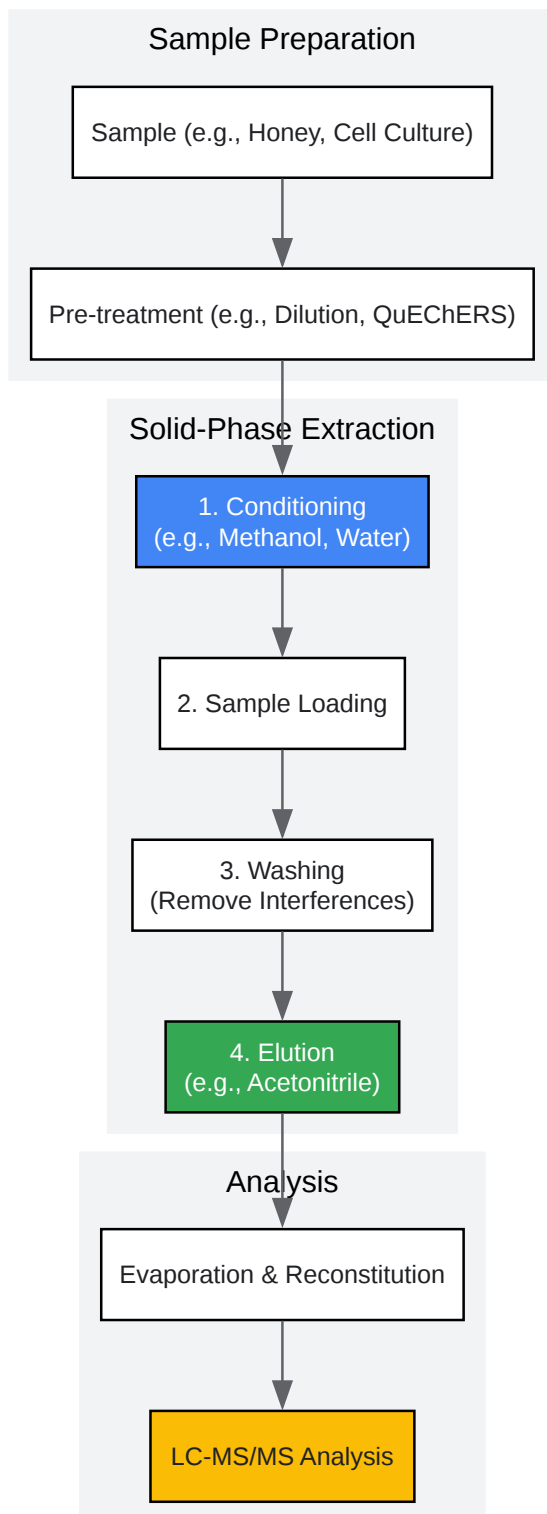 Sample Preparation
Sample (e.g., Honey, Cell Culture)
Pre-treatment (e.g., Dilution, QuEChERS)
Solid-Phase Extraction
1. Conditioning
(e.g., Methanol, Water)
2. Sample Loading
3. Washing
(Remove Interferences)
4. Elution
(e.g., Acetonitrile)
Analysis
Evaporation & Reconstitution
LC-MS/MS Analysis